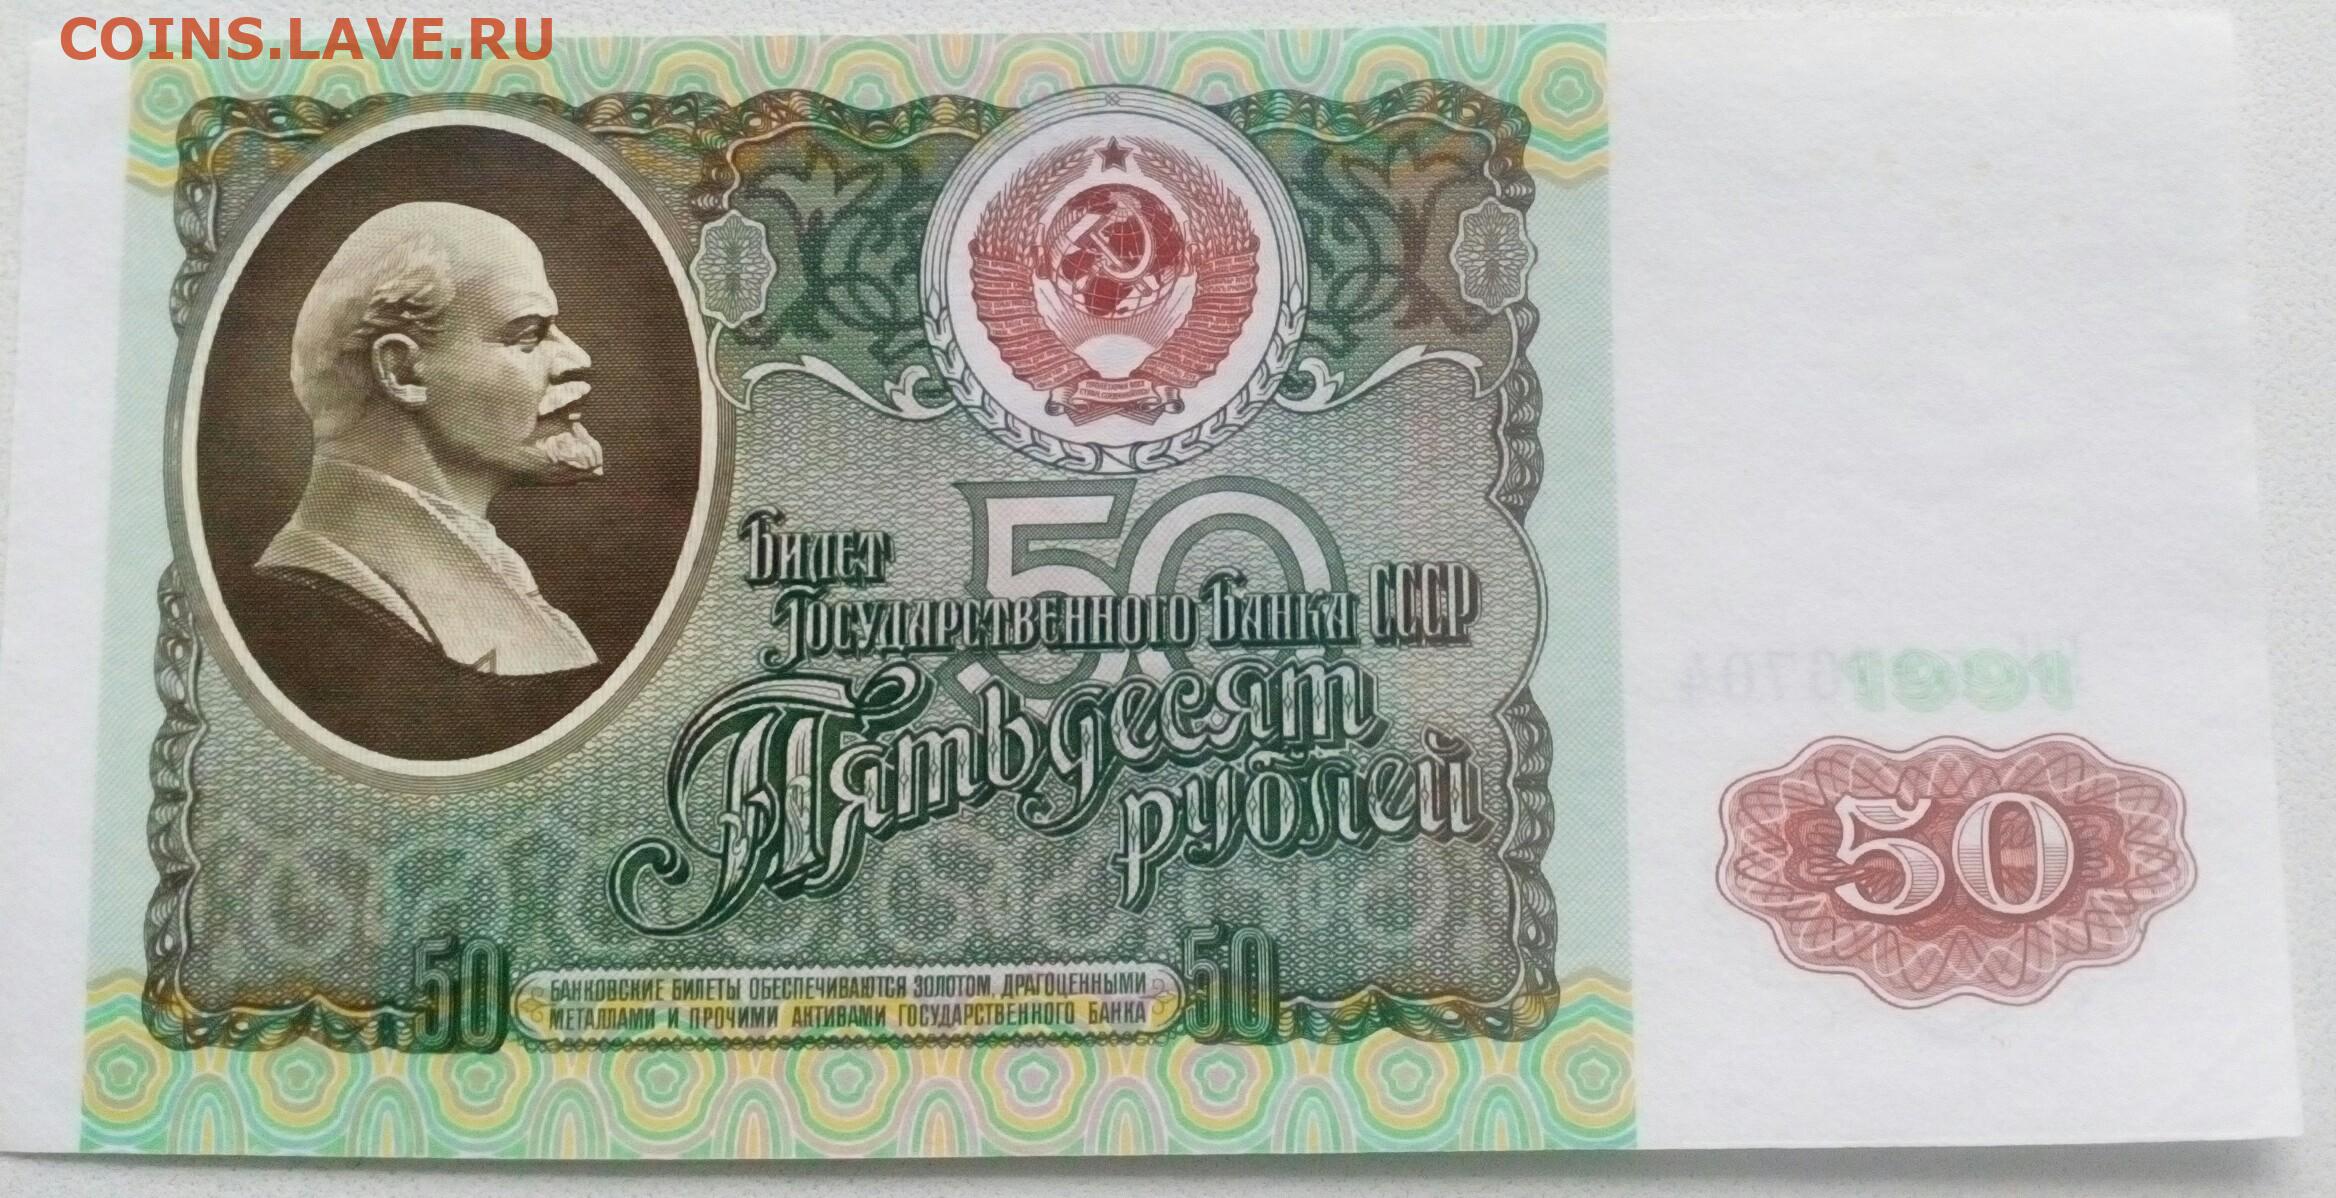 COINS.LAVE.RU
Билет
Государственного Банка СССР
50
Пятьдесят
рублей
50
50
БАНКОВСКИЕ БИЛЕТЫ ОБЕСПЕЧИВАЮТСЯ ЗОЛОТОМ, ДРАГОЦЕННЫМИ
МЕТАЛЛАМИ И ПРОЧИМИ АКТИВАМИ ГОСУДАРСТВЕННОГО БАНКА
50